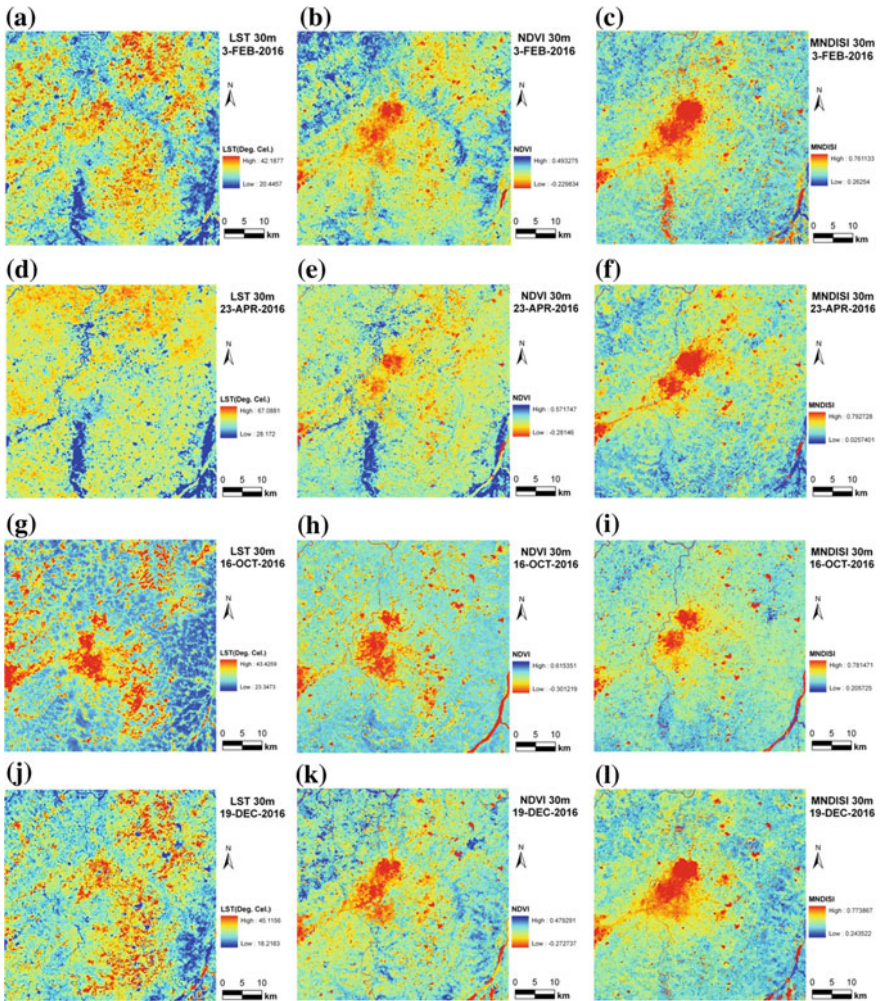 (a)
LST 30m
3-FEB-2016
N
LST(Deg. Cel.)
High : 42.1877
Low : 20.4457
0 5 10
km
(b)
NDVI 30m
3-FEB-2016
N
NDVI
High : 0.493275
Low : -0.229834
0 5 10
km
(c)
MNDISI 30m
3-FEB-2016
N
MNDISI
High : 0.761133
Low : 0.26254
0 5 10
km
(d)
LST 30m
23-APR-2016
N
LST(Deg. Cel.)
High : 67.0881
Low : 28.172
0 5 10
km
(e)
NDVI 30m
23-APR-2016
N
NDVI
High : 0.571747
Low : -0.28146
0 5 10
km
(f)
MNDISI 30m
23-APR-2016
N
MNDISI
High : 0.792728
Low : 0.0257401
0 5 10
km
(g)
LST 30m
16-OCT-2016
N
LST(Deg. Cel.)
High : 43.4259
Low : 23.3473
0 5 10
km
(h)
NDVI 30m
16-OCT-2016
N
NDVI
High : 0.615351
Low : -0.301219
0 5 10
km
(i)
MNDISI 30m
16-OCT-2016
N
MNDISI
High : 0.781471
Low : 0.205725
0 5 10
km
(j)
LST 30m
19-DEC-2016
N
LST(Deg. Cel.)
High : 45.1156
Low : 18.2183
0 5 10
km
(k)
NDVI 30m
19-DEC-2016
N
NDVI
High : 0.479291
Low : -0.272737
0 5 10
km
(l)
MNDISI 30m
19-DEC-2016
N
MNDISI
High : 0.773867
Low : 0.243522
0 5 10
km